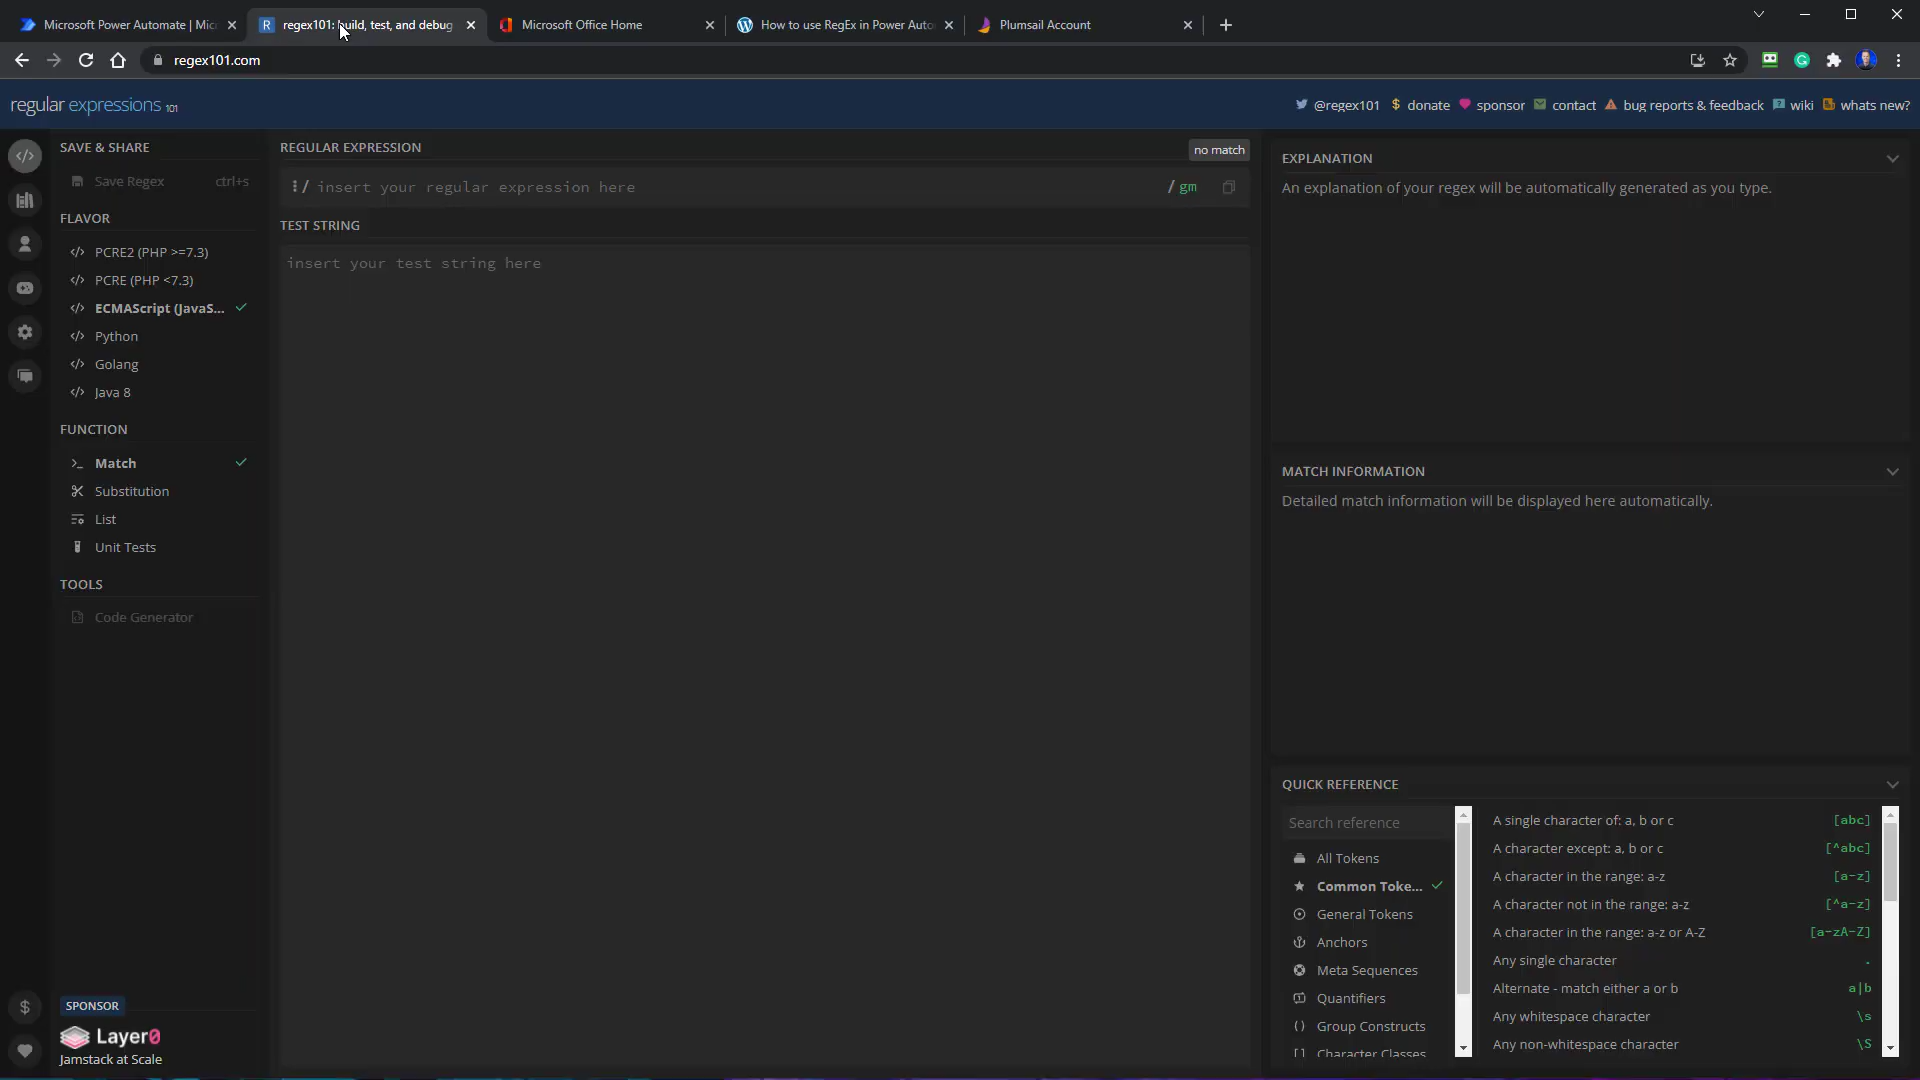 Microsoft Power Automate | Micr
regex101: build, test, and debug
Microsoft Office Home
How to use RegEx in Power Auto
Plumsail Account
regex101.com
regular expressions 101
@regex101
$ donate
sponsor
contact
bug reports & feedback
wiki
whats new?
SAVE & SHARE
Save Regex ctrl+s
FLAVOR
PCRE2 (PHP >=7.3)
PCRE (PHP <7.3)
ECMAScript (JavaS...
Python
Golang
Java 8
FUNCTION
Match
Substitution
List
Unit Tests
TOOLS
Code Generator
SPONSOR
Layer0
Jamstack at Scale
REGULAR EXPRESSION
no match
/ insert your regular expression here / gm
TEST STRING
insert your test string here
EXPLANATION
An explanation of your regex will be automatically generated as you type.
MATCH INFORMATION
Detailed match information will be displayed here automatically.
QUICK REFERENCE
Search reference
All Tokens
Common Toke...
General Tokens
Anchors
Meta Sequences
Quantifiers
Group Constructs
Character Classes
A single character of: a, b or c [abc]
A character except: a, b or c [^abc]
A character in the range: a-z [a-z]
A character not in the range: a-z [^a-z]
A character in the range: a-z or A-Z [a-zA-Z]
Any single character .
Alternate - match either a or b a|b
Any whitespace character \s
Any non-whitespace character \S